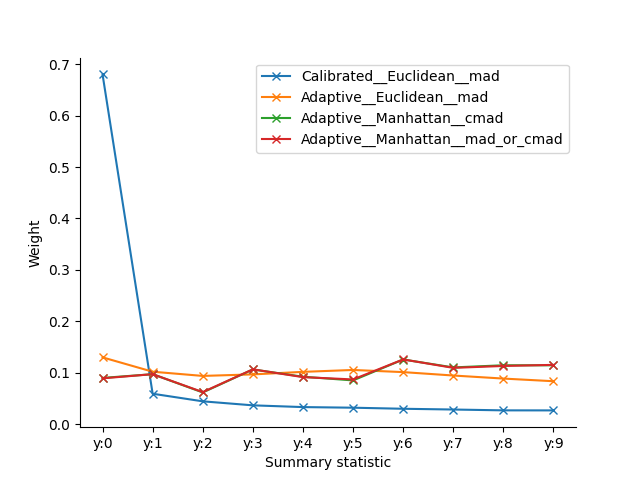 0.7
0.6
0.5
0.4
0.3
0.2
0.1
0.0
Weight
Calibrated__Euclidean__mad
Adaptive__Euclidean__mad
Adaptive__Manhattan__cmad
Adaptive__Manhattan__mad_or_cmad
y:0 y:1 y:2 y:3 y:4 y:5 y:6 y:7 y:8 y:9
Summary statistic